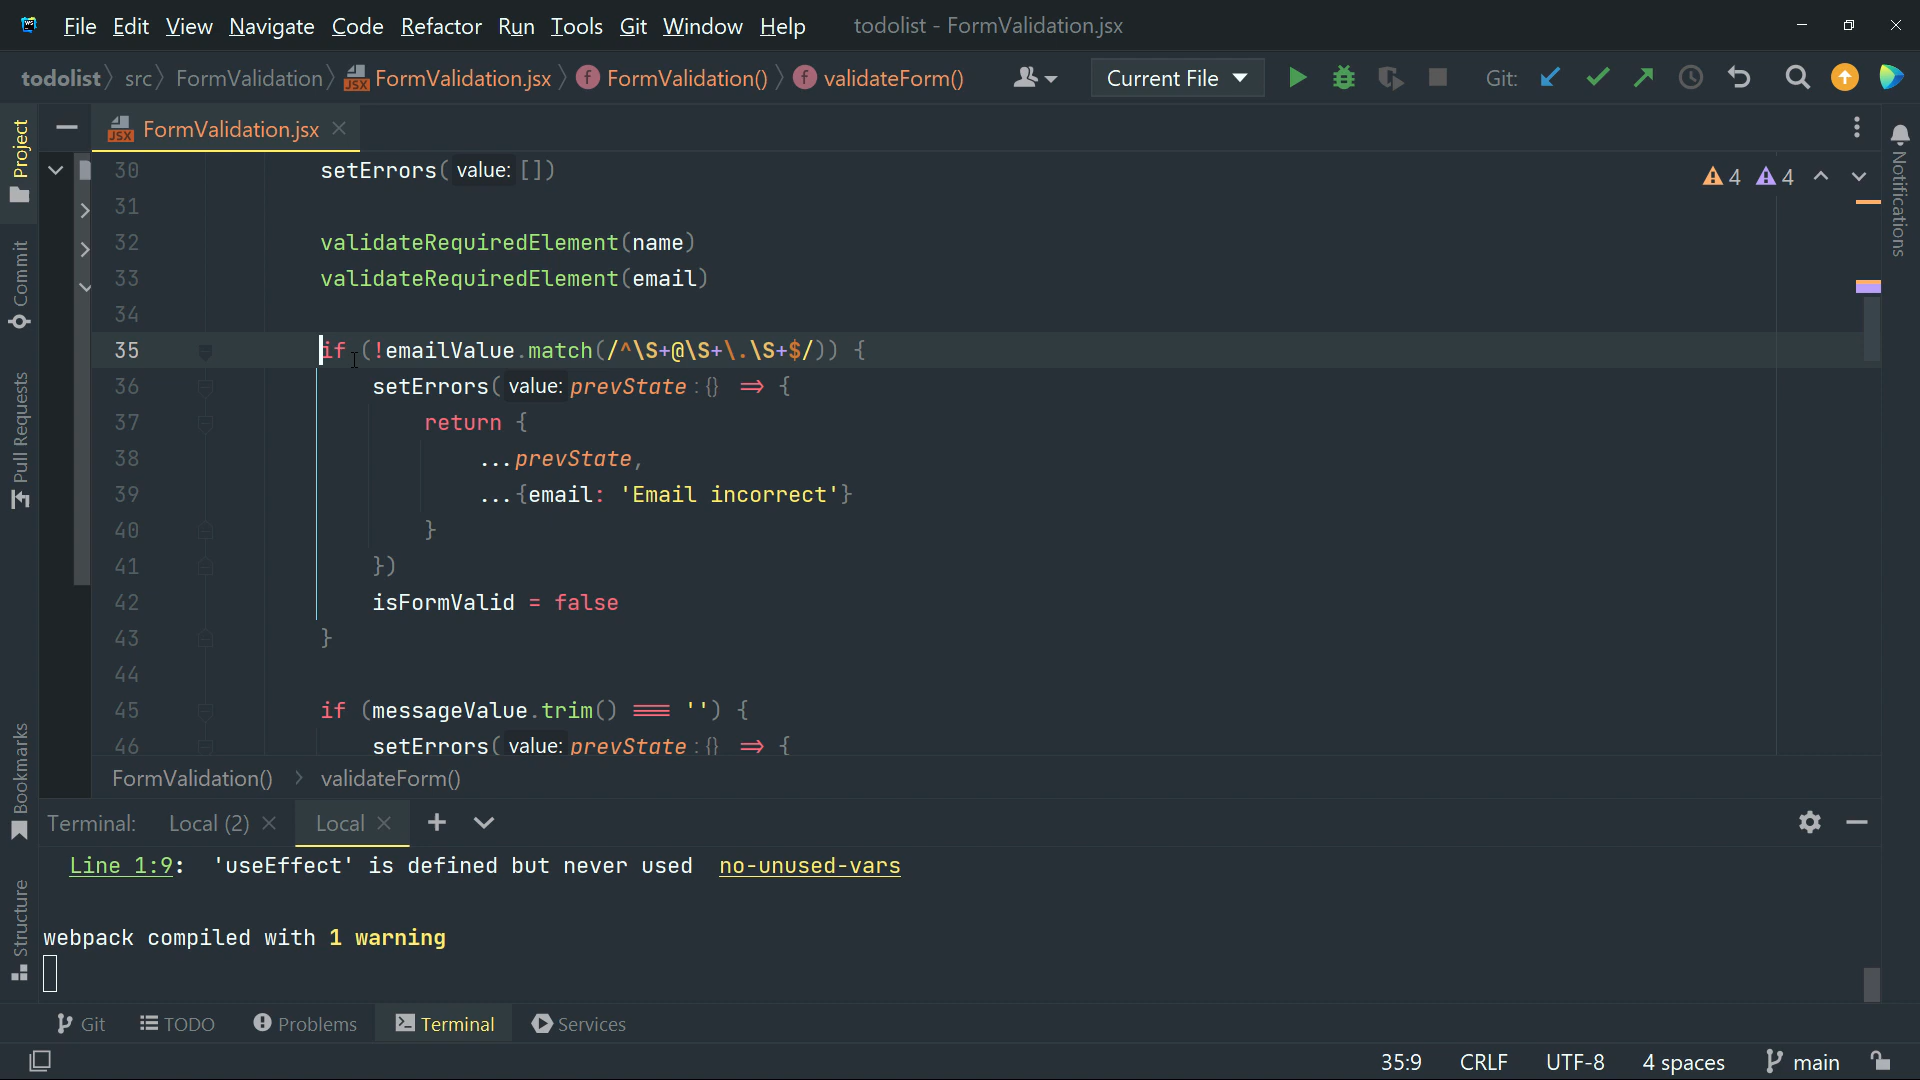 File Edit View Navigate Code Refactor Run Tools Git Window Help todolist - FormValidation.jsx
todolist src FormValidation FormValidation.jsx FormValidation() validateForm() Current File Git:
Project
Commit
Pull Requests
Bookmarks
Structure
Notifications
FormValidation.jsx
4 4
30 setErrors( value: [])
31
32 validateRequiredElement(name)
33 validateRequiredElement(email)
34
35 if (!emailValue.match(/^\S+@\S+\.\S+$/)) {
36 setErrors( value: prevState : {} => {
37 return {
38 ...prevState,
39 ...{email: 'Email incorrect'}
40 }
41 })
42 isFormValid = false
43 }
44
45 if (messageValue.trim() === '') {
46 setErrors( value: prevState : {} => {
FormValidation() > validateForm()
Terminal: Local (2) Local
Line 1:9: 'useEffect' is defined but never used no-unused-vars
webpack compiled with 1 warning
Git TODO Problems Terminal Services
35:9 CRLF UTF-8 4 spaces main